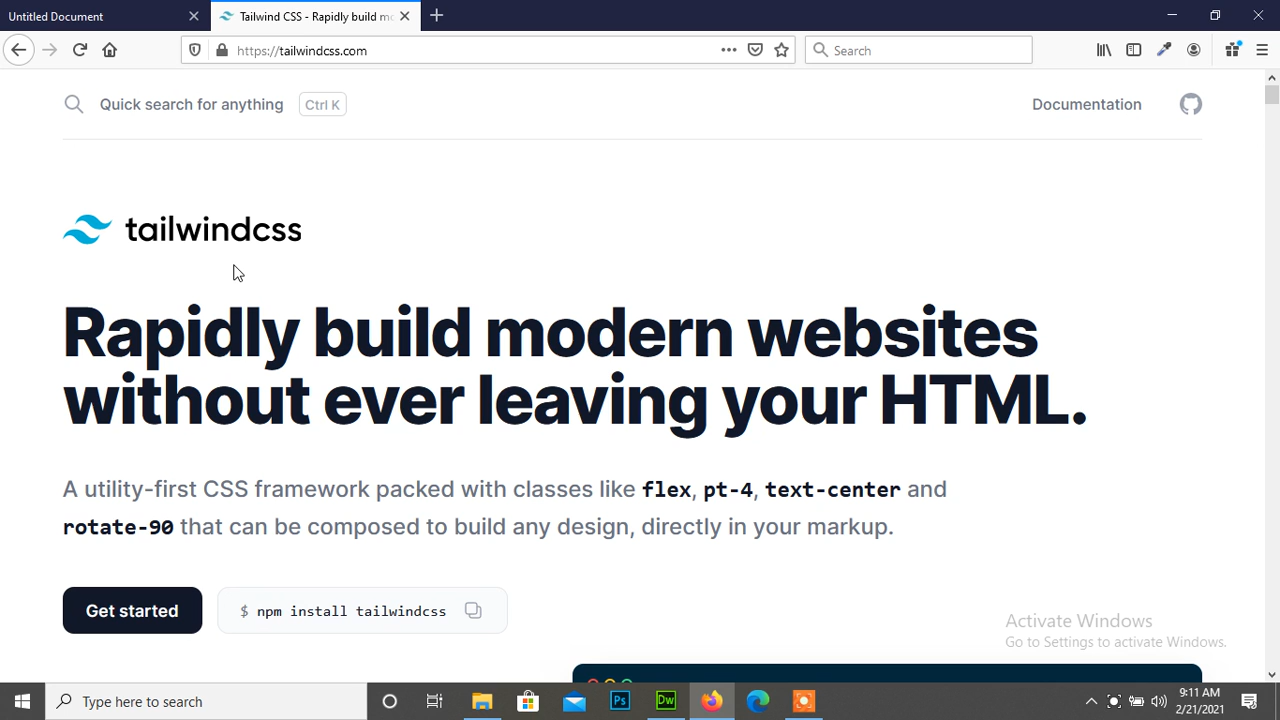 Untitled Document
Tailwind CSS - Rapidly build mo
https://tailwindcss.com
Search
Quick search for anything
Ctrl K
Documentation
tailwindcss
Rapidly build modern websites
without ever leaving your HTML.
A utility-first CSS framework packed with classes like flex, pt-4, text-center and
rotate-90 that can be composed to build any design, directly in your markup.
Get started
$ npm install tailwindcss
Activate Windows
Go to Settings to activate Windows.
Type here to search
Ps
Dw
9:11 AM
2/21/2021